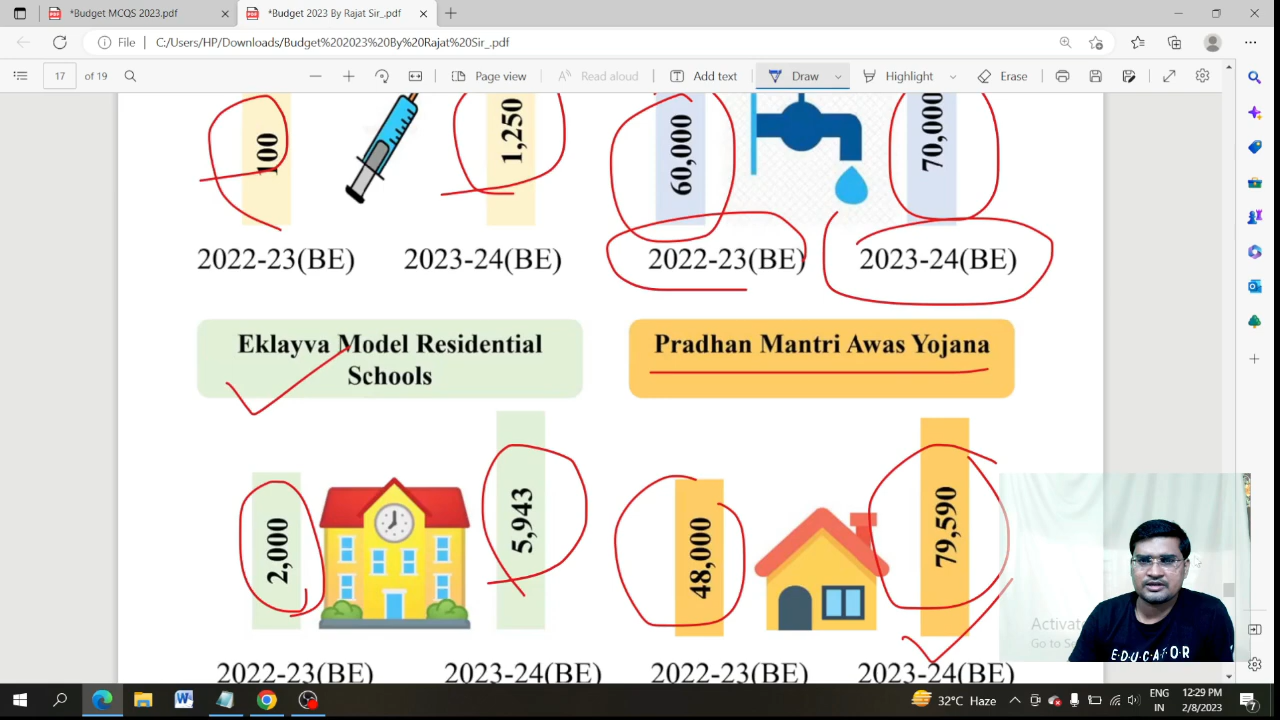 *Budget MCQS 2023.pdf
*Budget 2023 By Rajat Sir_.pdf
File
C:/Users/HP/Downloads/Budget%202023%20By%20Rajat%20Sir_.pdf
17 of 19
Page view
Read aloud
Add text
Draw
Highlight
Erase
100
1,250
60,000
70,000
2022-23(BE)
2023-24(BE)
2022-23(BE)
2023-24(BE)
Eklayva Model Residential
Schools
Pradhan Mantri Awas Yojana
2,000
5,943
48,000
79,590
2022-23(BE)
2023-24(BE)
2022-23(BE)
2023-24(BE)
E·D·U·C·A·T·O·R
32°C Haze
ENG
IN
12:29 PM
2/8/2023
7